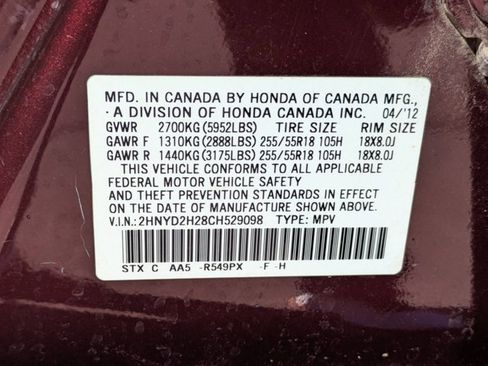 MFD. IN CANADA BY HONDA OF CANADA MFG.,
A DIVISION OF HONDA CANADA INC. 04/'12
GVWR 2700KG(5952LBS) TIRE SIZE RIM SIZE
GAWR F 1310KG(2888LBS) 255/55R18 105H 18X8.0J
GAWR R 1440KG(3175LBS) 255/55R18 105H 18X8.0J
THIS VEHICLE CONFORMS TO ALL APPLICABLE
FEDERAL MOTOR VEHICLE SAFETY
AND THEFT PREVENTION STANDARDS IN EFFECT
ON THE DATE OF MANUFACTURE SHOWN ABOVE.
V.I.N.: 2HNYD2H28CH529098 TYPE: MPV
STX C AA5 -R549PX -F -H